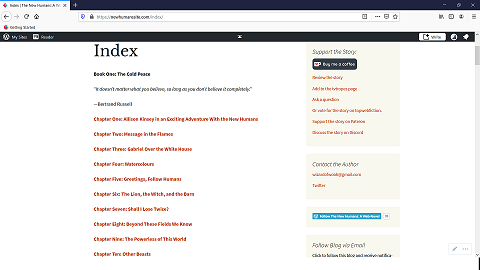 Index | The New Humans: A W
https://newhumansite.com/index/
Getting Started
My Sites
Reader
Write
Index
Book One: The Cold Peace
"It doesn't matter what you believe, so long as you don't believe it completely."
—Bertrand Russell
Chapter One: Allison Kinsey in an Exciting Adventure With the New Humans
Chapter Two: Message in the Flames
Chapter Three: Gabriel Over the White House
Chapter Four: Watercolours
Chapter Five: Greetings, Fellow Humans
Chapter Six: The Lion, the Witch, and the Barn
Chapter Seven: Shall I Lose Twice?
Chapter Eight: Beyond These Fields We Know
Chapter Nine: The Powerless of This World
Chapter Ten: Other Beasts
Support the Story:
Buy me a coffee
Review the story
Add to the tvtropes page
Ask a question
Or vote for the story on topwebfiction.
Support the story on Patreon
Discuss the story on Discord
Contact the Author
wizardofwoah@gmail.com
Twitter
Follow The New Humans: A Web Novel
Follow Blog via Email
Click to follow this blog and receive notifica-